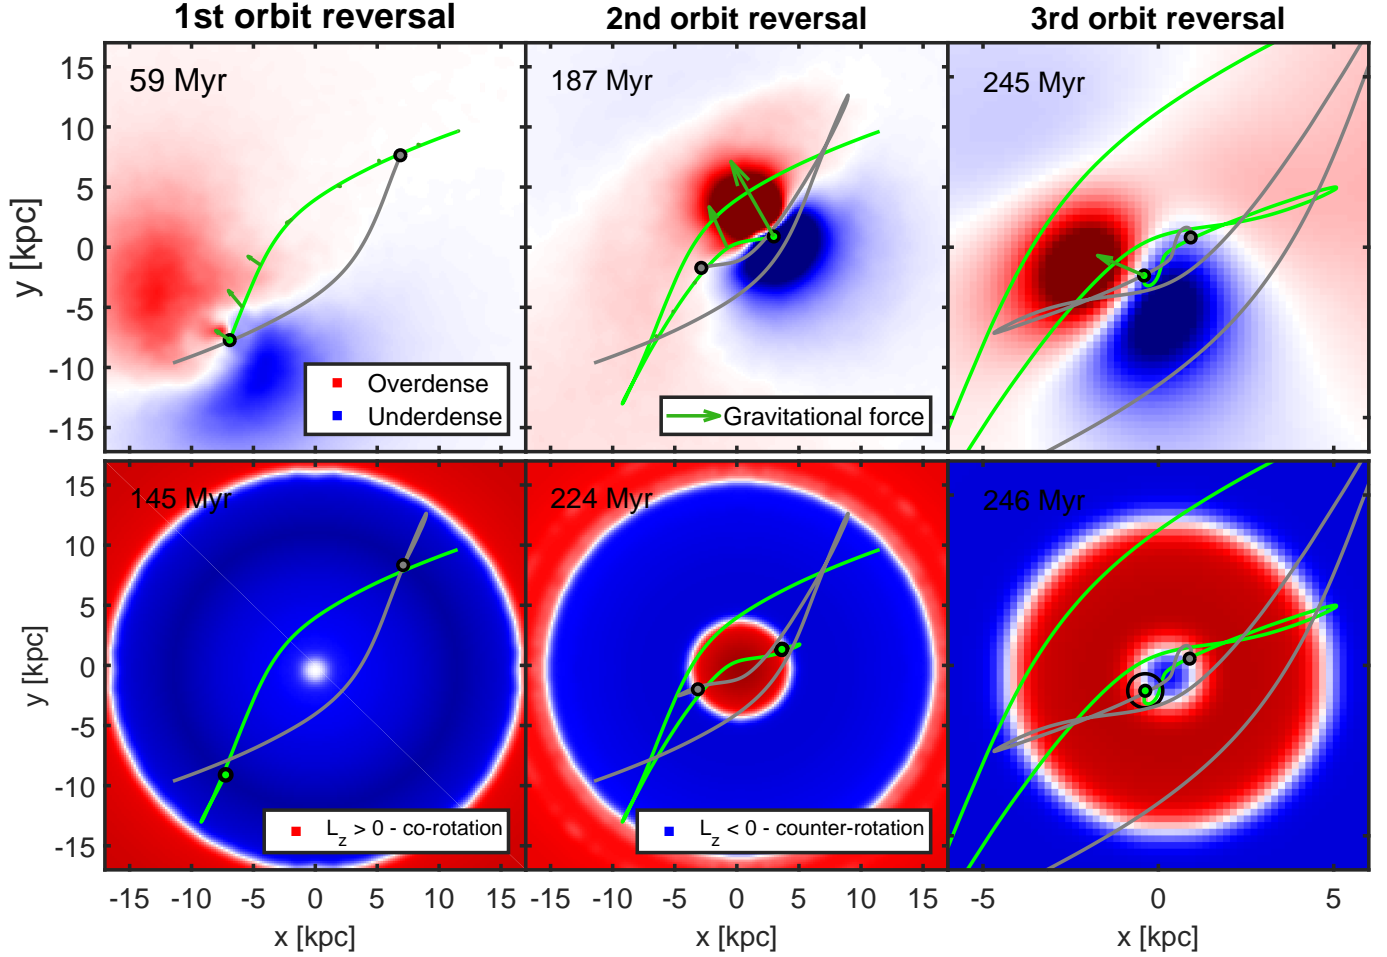 1st orbit reversal
2nd orbit reversal
3rd orbit reversal
59 Myr
187 Myr
245 Myr
15
10
5
0
-5
-10
-15
y [kpc]
Overdense
Underdense
Gravitational force
145 Myr
224 Myr
246 Myr
15
10
5
0
-5
-10
-15
y [kpc]
L_z > 0 - co-rotation
L_z < 0 - counter-rotation
-15 -10 -5 0 5 10 15
-15 -10 -5 0 5 10 15
-5 0 5
x [kpc]
x [kpc]
x [kpc]